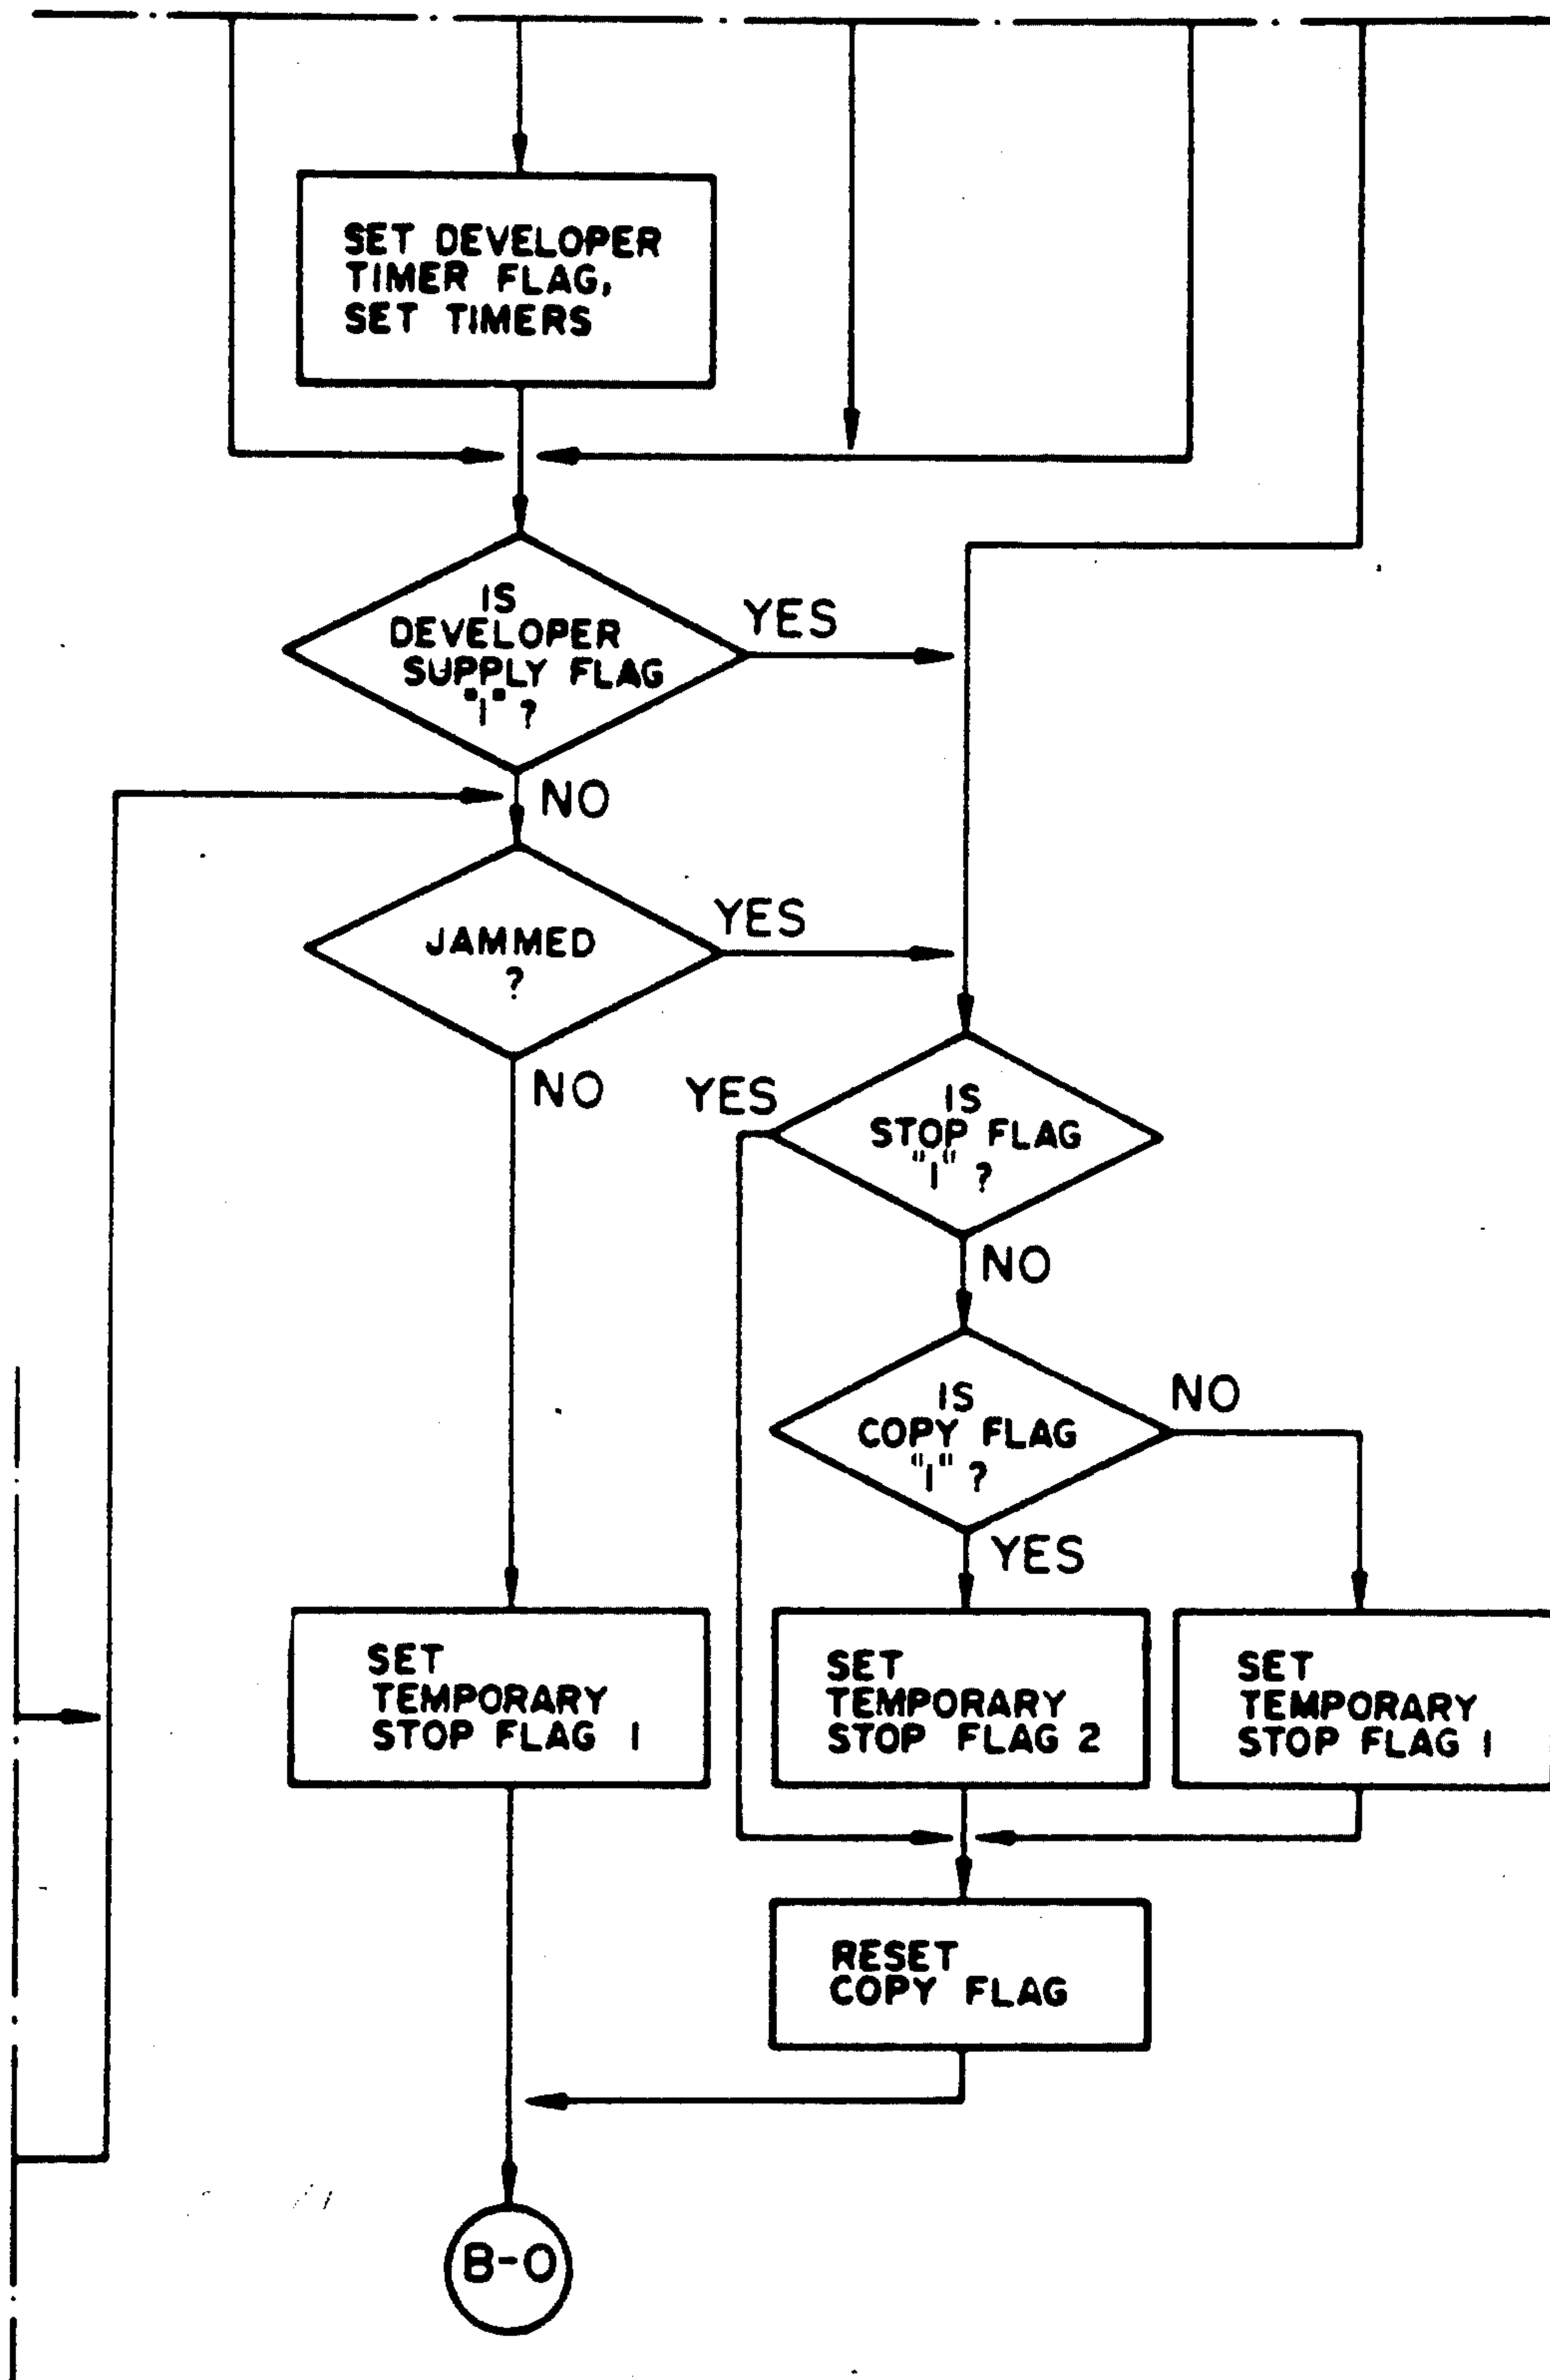 SET DEVELOPER
TIMER FLAG,
SET TIMERS
IS
DEVELOPER
SUPPLY FLAG
"1" ?
YES
NO
JAMMED
?
YES
NO
YES
IS
STOP FLAG
"1" ?
NO
IS
COPY FLAG
"1" ?
NO
YES
SET
TEMPORARY
STOP FLAG 1
SET
TEMPORARY
STOP FLAG 2
SET
TEMPORARY
STOP FLAG 1
RESET
COPY FLAG
B-O